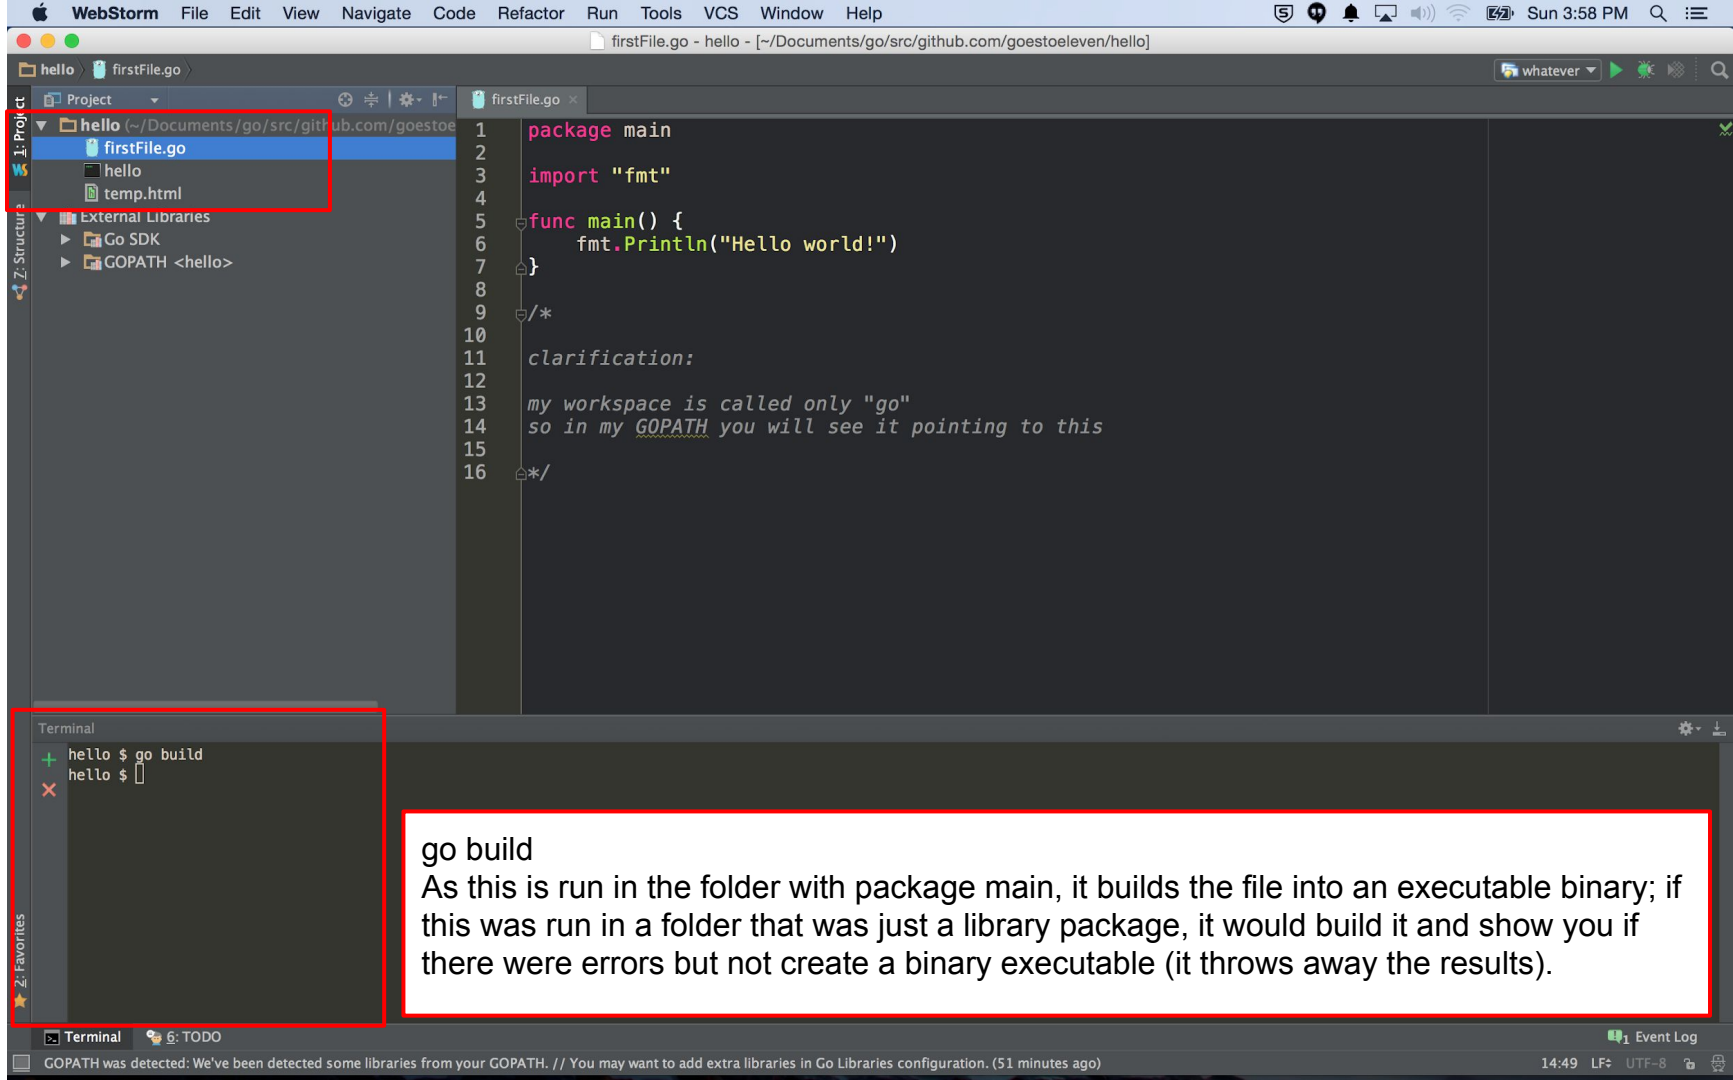 WebStorm File Edit View Navigate Code Refactor Run Tools VCS Window Help Sun 3:58 PM
firstFile.go - hello - [~/Documents/go/src/github.com/goestoeleven/hello]
hello firstFile.go whatever
1: Project
Z: Structure
2: Favorites
Project
hello (~/Documents/go/src/github.com/goestoe
firstFile.go
hello
temp.html
External Libraries
Go SDK
GOPATH <hello>
firstFile.go
1 package main
2
3 import "fmt"
4
5 func main() {
6 fmt.Println("Hello world!")
7 }
8
9 /*
10
11 clarification:
12
13 my workspace is called only "go"
14 so in my GOPATH you will see it pointing to this
15
16 */
Terminal
hello $ go build
hello $
go build
As this is run in the folder with package main, it builds the file into an executable binary; if
this was run in a folder that was just a library package, it would build it and show you if
there were errors but not create a binary executable (it throws away the results).
Terminal 6: TODO 1 Event Log
GOPATH was detected: We've been detected some libraries from your GOPATH. // You may want to add extra libraries in Go Libraries configuration. (51 minutes ago) 14:49 LF UTF-8